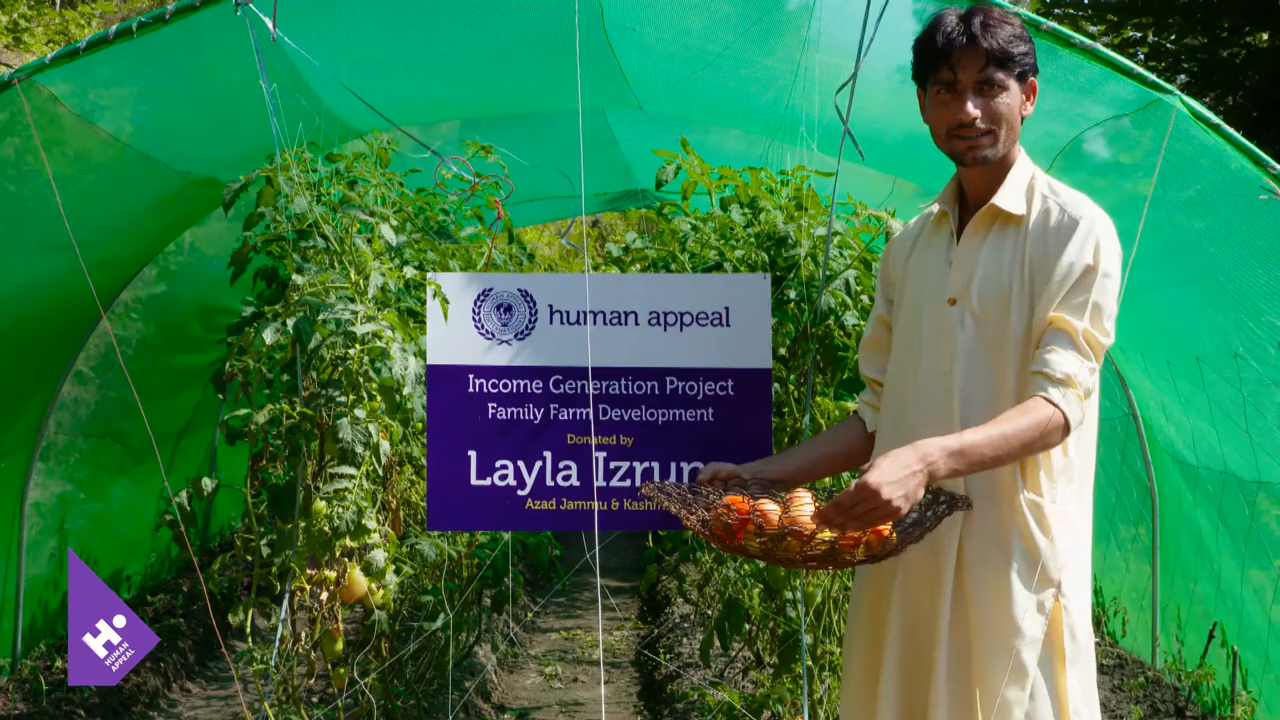 human appeal
Income Generation Project
Family Farm Development
Donated by
Layla
Azad Jammu &
HUMAN
APPEAL